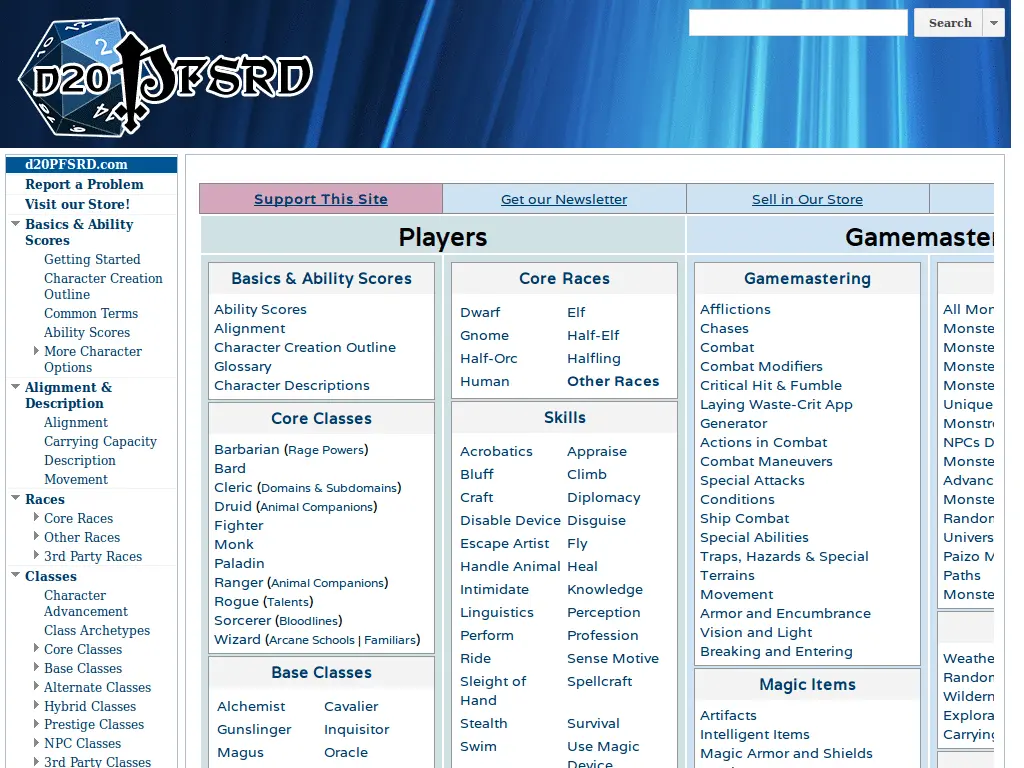 d20PFSRD
Search
d20PFSRD.com
Report a Problem
Visit our Store!
Basics & Ability
Scores
Getting Started
Character Creation
Outline
Common Terms
Ability Scores
More Character
Options
Alignment &
Description
Alignment
Carrying Capacity
Description
Movement
Races
Core Races
Other Races
3rd Party Races
Classes
Character
Advancement
Class Archetypes
Core Classes
Base Classes
Alternate Classes
Hybrid Classes
Prestige Classes
NPC Classes
3rd Party Classes
Support This Site
Get our Newsletter
Sell in Our Store
Players
Basics & Ability Scores
Ability Scores
Alignment
Character Creation Outline
Glossary
Character Descriptions
Core Classes
Barbarian (Rage Powers)
Bard
Cleric (Domains & Subdomains)
Druid (Animal Companions)
Fighter
Monk
Paladin
Ranger (Animal Companions)
Rogue (Talents)
Sorcerer (Bloodlines)
Wizard (Arcane Schools | Familiars)
Base Classes
Alchemist Cavalier
Gunslinger Inquisitor
Magus Oracle
Core Races
Dwarf Elf
Gnome Half-Elf
Half-Orc Halfling
Human Other Races
Skills
Acrobatics Appraise
Bluff Climb
Craft Diplomacy
Disable Device Disguise
Escape Artist Fly
Handle Animal Heal
Intimidate Knowledge
Linguistics Perception
Perform Profession
Ride Sense Motive
Sleight of Spellcraft
Hand
Stealth Survival
Swim Use Magic
Device
Gamemaster
Gamemastering
Afflictions
Chases
Combat
Combat Modifiers
Critical Hit & Fumble
Laying Waste-Crit App
Generator
Actions in Combat
Combat Maneuvers
Special Attacks
Conditions
Ship Combat
Special Abilities
Traps, Hazards & Special
Terrains
Movement
Armor and Encumbrance
Vision and Light
Breaking and Entering
Magic Items
Artifacts
Intelligent Items
Magic Armor and Shields
All Mon
Monste
Monste
Monste
Monste
Unique
Monstr
NPCs D
Monste
Advanc
Monste
Randon
Univers
Paizo M
Paths
Monste
Weathe
Randon
Wildern
Explora
Carrying